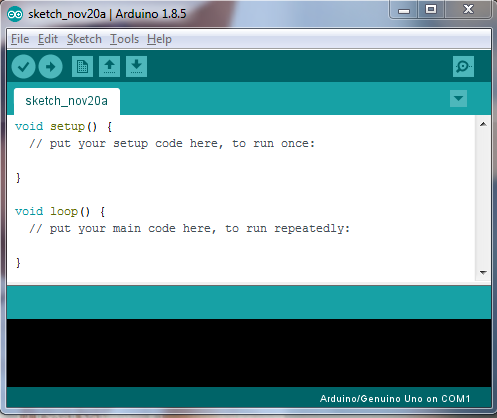 sketch_nov20a | Arduino 1.8.5
File Edit Sketch Tools Help
sketch_nov20a
void setup() {
  // put your setup code here, to run once:
}
void loop() {
  // put your main code here, to run repeatedly:
}
Arduino/Genuino Uno on COM1